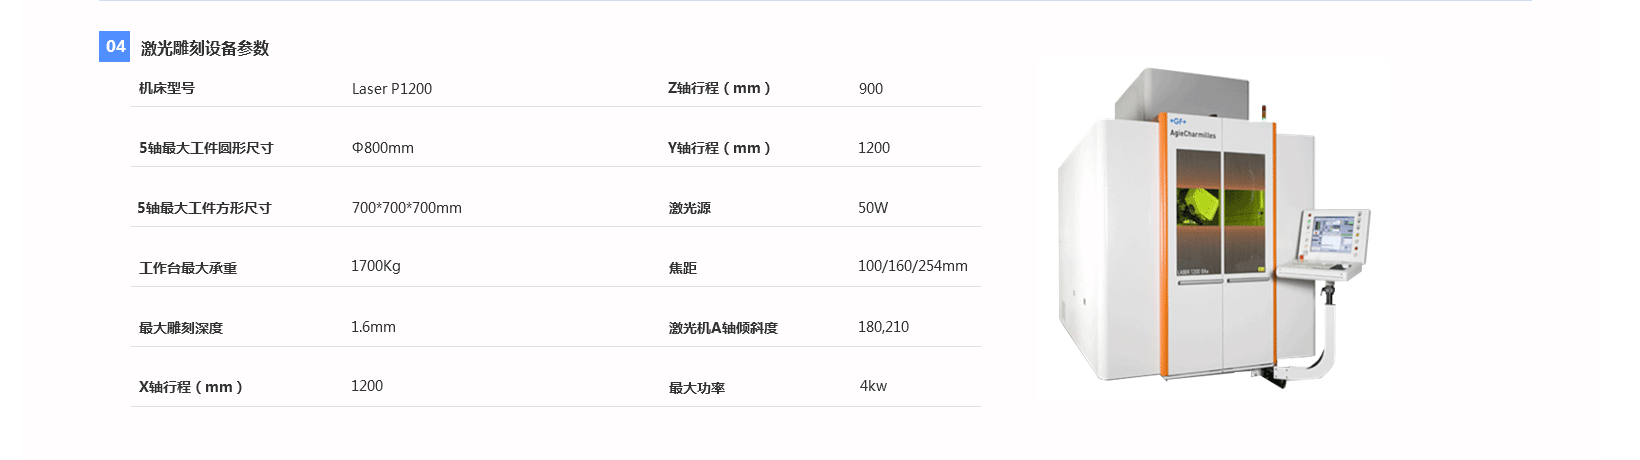 04 激光雕刻设备参数
机床型号 Laser P1200 Z轴行程（mm） 900
5轴最大工件圆形尺寸 Φ800mm Y轴行程（mm） 1200
5轴最大工件方形尺寸 700*700*700mm 激光源 50W
工作台最大承重 1700Kg 焦距 100/160/254mm
最大雕刻深度 1.6mm 激光机A轴倾斜度 180,210
X轴行程（mm） 1200 最大功率 4kw
+GF+
AgieCharmilles
LASER 1200 5Ax